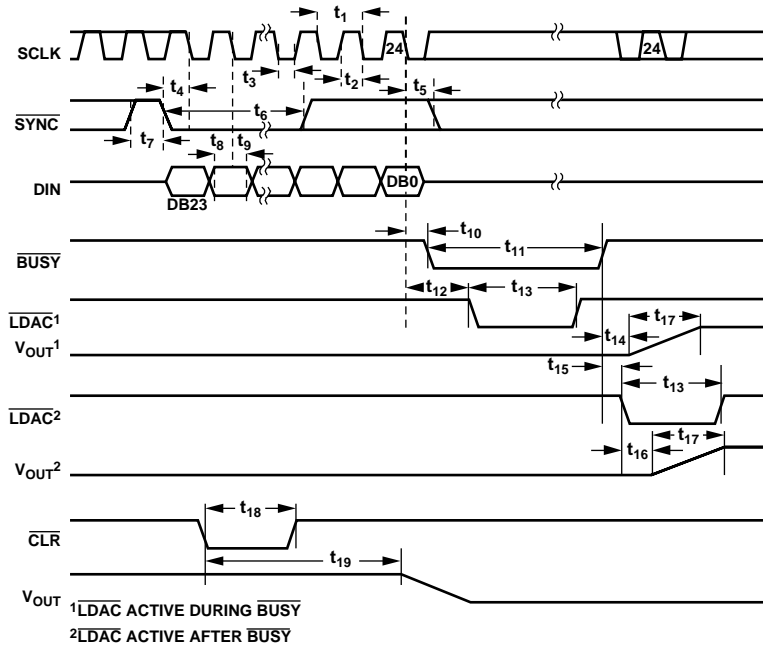 t1
SCLK
24
24
t3
t2
t4
t5
t6
SYNC
t7
t8
t9
DIN
DB23
DB0
t10
t11
BUSY
t12
t13
LDAC1
t17
t14
VOUT1
t15
t13
LDAC2
t17
t16
VOUT2
t18
CLR
t19
VOUT
1LDAC ACTIVE DURING BUSY
2LDAC ACTIVE AFTER BUSY